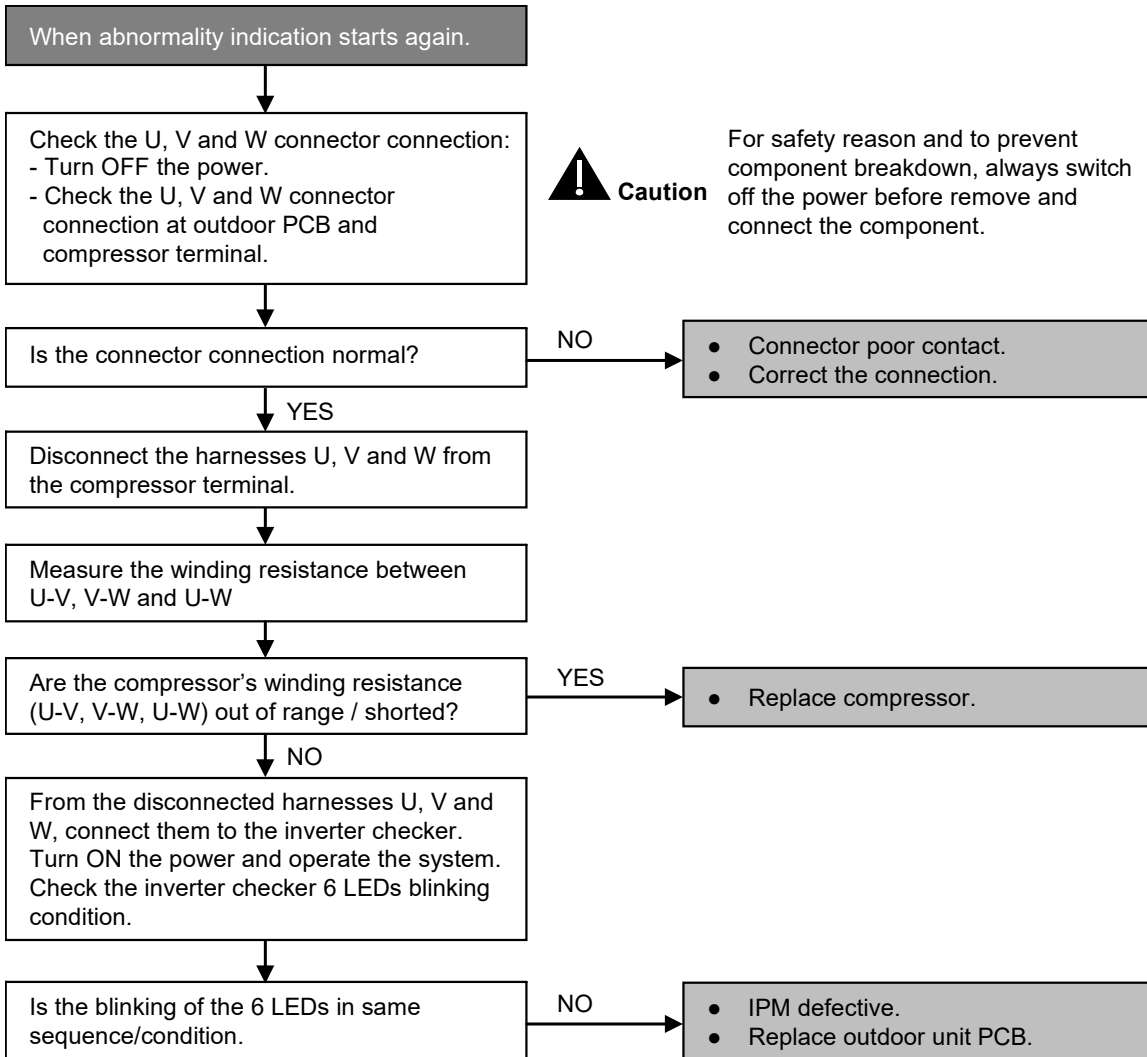 When abnormality indication starts again.
Check the U, V and W connector connection:
- Turn OFF the power.
- Check the U, V and W connector
connection at outdoor PCB and
compressor terminal.
Caution
For safety reason and to prevent
component breakdown, always switch
off the power before remove and
connect the component.
Is the connector connection normal?
NO
● Connector poor contact.
● Correct the connection.
YES
Disconnect the harnesses U, V and W from
the compressor terminal.
Measure the winding resistance between
U-V, V-W and U-W
Are the compressor’s winding resistance
(U-V, V-W, U-W) out of range / shorted?
YES
● Replace compressor.
NO
From the disconnected harnesses U, V and
W, connect them to the inverter checker.
Turn ON the power and operate the system.
Check the inverter checker 6 LEDs blinking
condition.
Is the blinking of the 6 LEDs in same
sequence/condition.
NO
● IPM defective.
● Replace outdoor unit PCB.